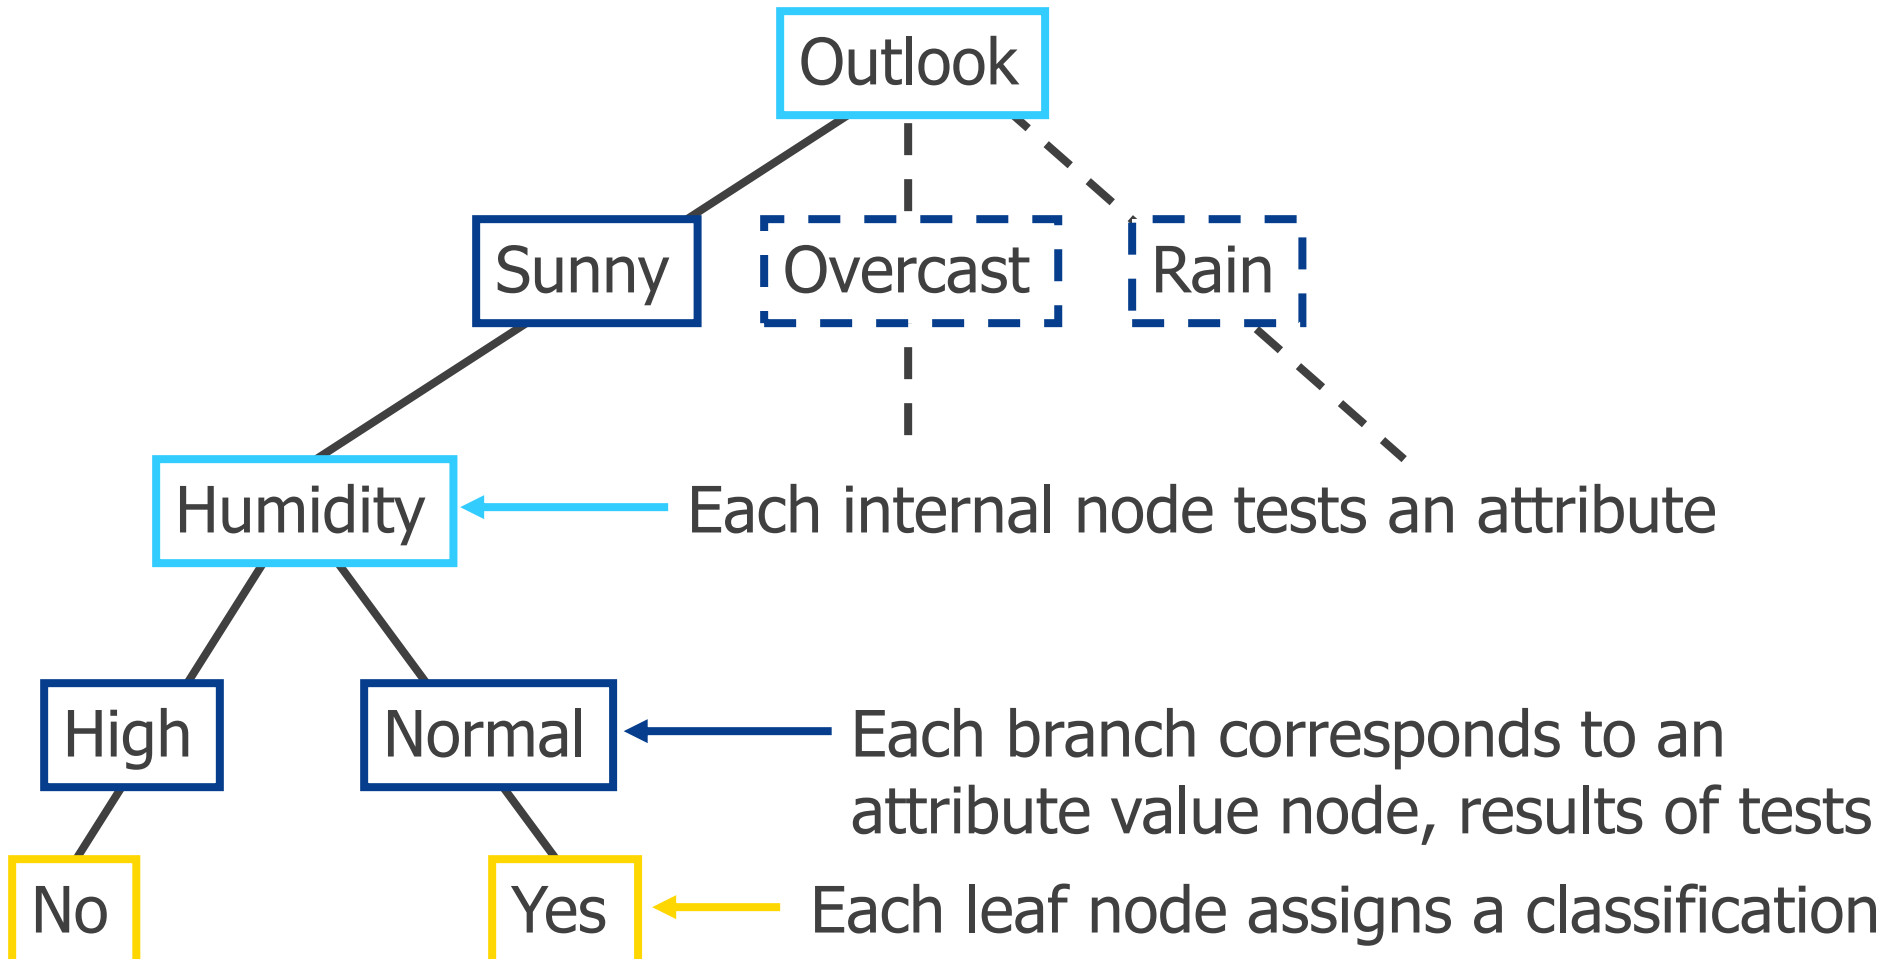 Outlook
Sunny
Overcast
Rain
Humidity
Each internal node tests an attribute
High
Normal
Each branch corresponds to an
attribute value node, results of tests
No
Yes
Each leaf node assigns a classification